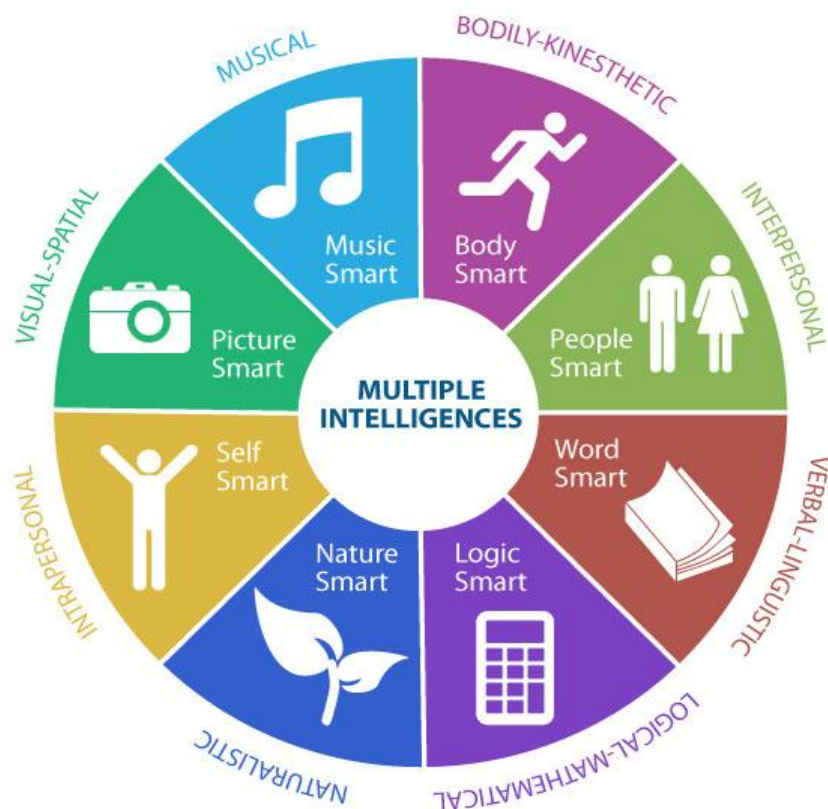 MULTIPLE
INTELLIGENCES
MUSICAL
Music
Smart
BODILY-KINESTHETIC
Body
Smart
INTERPERSONAL
People
Smart
VERBAL-LINGUISTIC
Word
Smart
LOGICAL-MATHEMATICAL
Logic
Smart
NATURALISTIC
Nature
Smart
INTRAPERSONAL
Self
Smart
VISUAL-SPATIAL
Picture
Smart